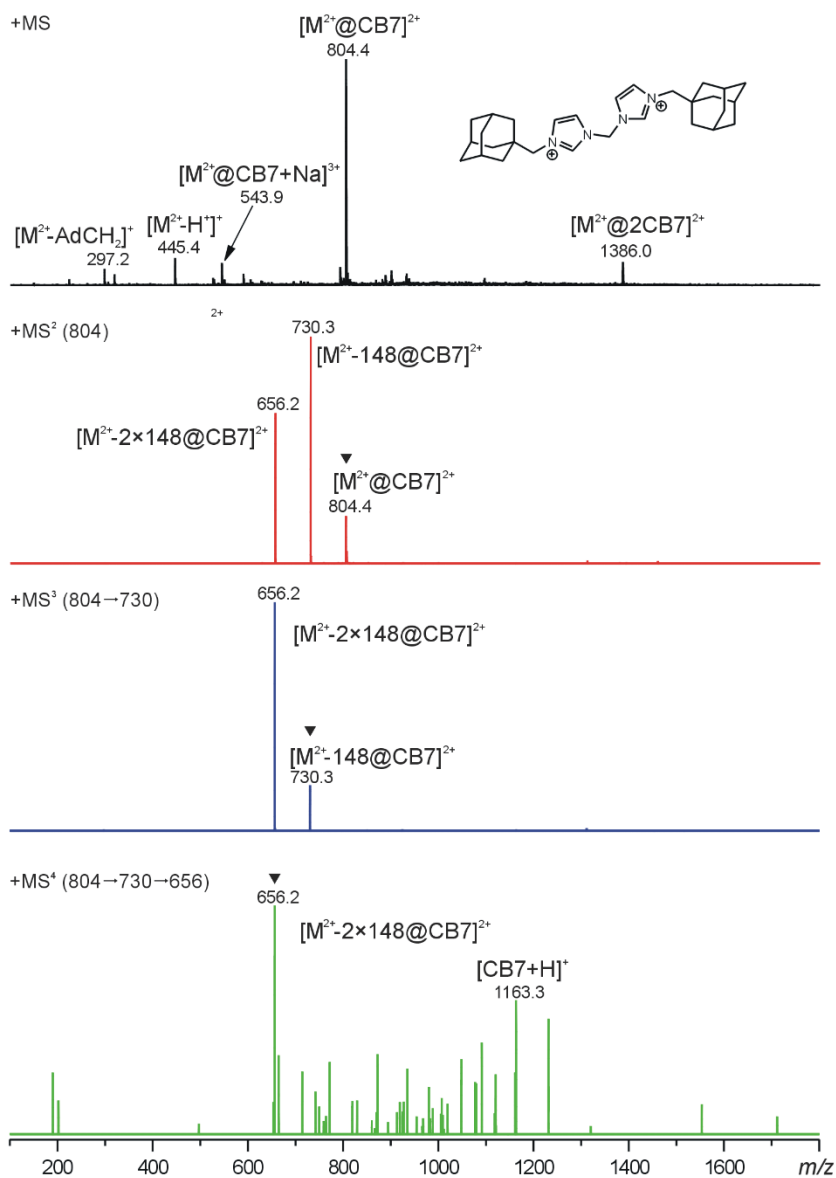 +MS
[M²⁺@CB7]²⁺
804.4
[M²⁺@CB7+Na]³⁺
543.9
[M²⁺-H⁺]⁺
445.4
[M²⁺-AdCH₂]⁺
297.2
[M²⁺@2CB7]²⁺
1386.0
N N N N
⊕ ⊕
+MS² (804)
2+
730.3
[M²⁺-148@CB7]²⁺
656.2
[M²⁺-2×148@CB7]²⁺
[M²⁺@CB7]²⁺
804.4
+MS³ (804→730)
656.2
[M²⁺-2×148@CB7]²⁺
[M²⁺-148@CB7]²⁺
730.3
+MS⁴ (804→730→656)
656.2
[M²⁺-2×148@CB7]²⁺
[CB7+H]⁺
1163.3
200 400 600 800 1000 1200 1400 1600 m/z